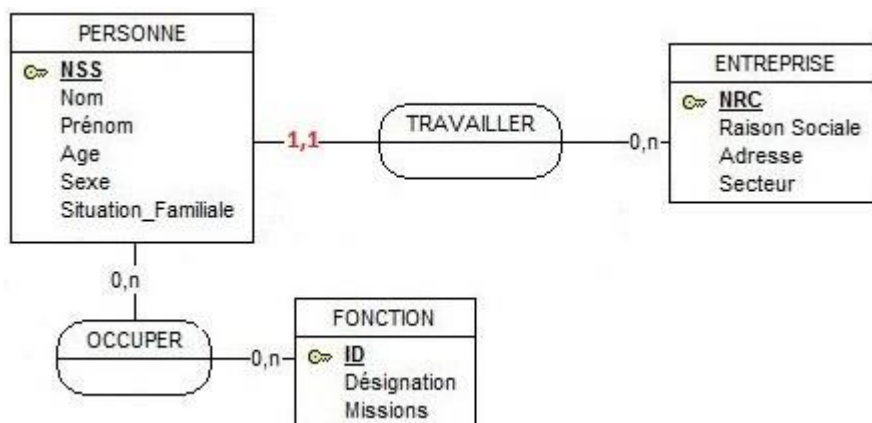 PERSONNE
NSS
Nom
Prénom
Age
Sexe
Situation_Familiale
1,1
TRAVAILLER
0,n
ENTREPRISE
NRC
Raison Sociale
Adresse
Secteur
0,n
OCCUPER
0,n
FONCTION
ID
Désignation
Missions